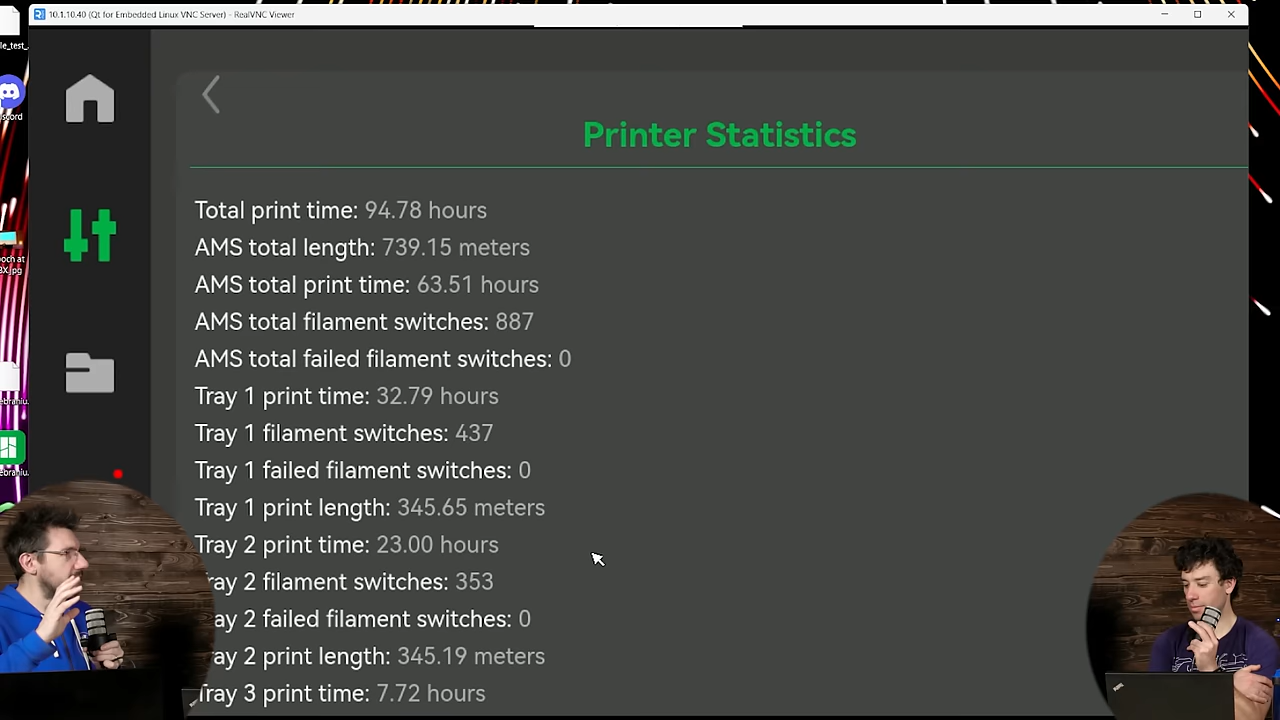 10.1.10.40 (Qt for Embedded Linux VNC Server) - RealVNC Viewer
Printer Statistics
Total print time: 94.78 hours
AMS total length: 739.15 meters
AMS total print time: 63.51 hours
AMS total filament switches: 887
AMS total failed filament switches: 0
Tray 1 print time: 32.79 hours
Tray 1 filament switches: 437
Tray 1 failed filament switches: 0
Tray 1 print length: 345.65 meters
Tray 2 print time: 23.00 hours
ray 2 filament switches: 353
ay 2 failed filament switches: 0
ray 2 print length: 345.19 meters
Tray 3 print time: 7.72 hours